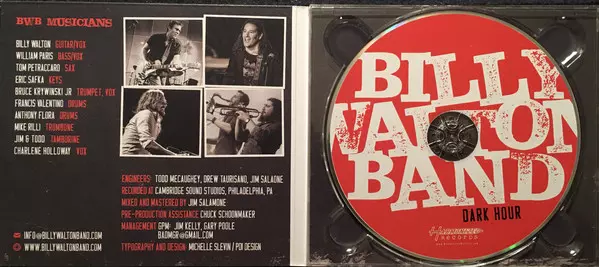 BWB MUSICIANS
BILLY WALTON GUITAR/VOX
WILLIAM PARIS BASS/VOX
TOM PETRACCARO SAX
ERIC SAFKA KEYS
BRUCE KRYWINSKI JR TRUMPET, VOX
FRANCIS VALENTINO DRUMS
ANTHONY FLORA DRUMS
MIKE RILLI TROMBONE
JIM G TODD TAMBORINE
CHARLENE HOLLOWAY VOX
INFO@BILLYWALTONBAND.COM
WWW.BILLYWALTONBAND.COM
ENGINEERS: TODD MCCAUGHEY, DREW TAURISANO, JIM SALAGNE
RECORDED AT CAMBRIDGE SOUND STUDIOS, PHILADELPHIA, PA
MIXED AND MASTERED BY JIM SALAMONE
PRE-PRODUCTION ASSISTANCE CHUCK SCHOONMAKER
MANAGEMENT GPM: JIM KELLY, GARY POOLE
BADMGR@GMAIL.COM
TYPOGRAPHY AND DESIGN MICHELLE SLEVIN / PDI DESIGN
BILLY
WALTON
BAND
DARK HOUR
RECORDS